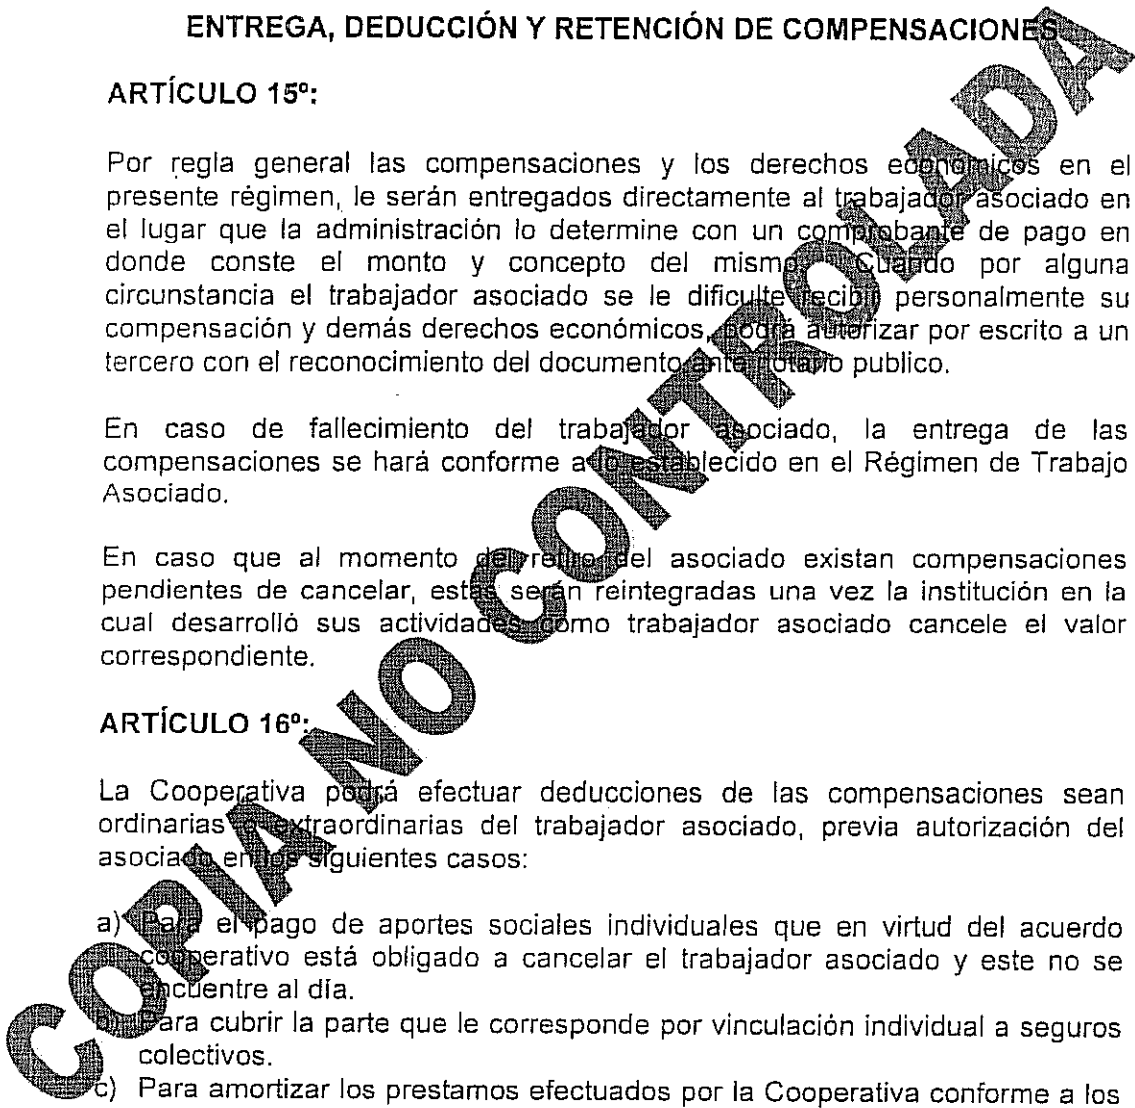 ENTREGA, DEDUCCIÓN Y RETENCIÓN DE COMPENSACIONES
ARTÍCULO 15º:
Por regla general las compensaciones y los derechos económicos en el
presente régimen, le serán entregados directamente al trabajador asociado en
el lugar que la administración lo determine con un comprobante de pago en
donde conste el monto y concepto del mismo. Cuando por alguna
circunstancia el trabajador asociado se le dificulte recibir personalmente su
compensación y demás derechos económicos, podrá autorizar por escrito a un
tercero con el reconocimiento del documento ante notario publico.
En caso de fallecimiento del trabajador asociado, la entrega de las
compensaciones se hará conforme a lo establecido en el Régimen de Trabajo
Asociado.
En caso que al momento del retiro del asociado existan compensaciones
pendientes de cancelar, estas serán reintegradas una vez la institución en la
cual desarrolló sus actividades como trabajador asociado cancele el valor
correspondiente.
ARTÍCULO 16º:
La Cooperativa podrá efectuar deducciones de las compensaciones sean
ordinarias o extraordinarias del trabajador asociado, previa autorización del
asociado en los siguientes casos:
a) Para el pago de aportes sociales individuales que en virtud del acuerdo
cooperativo está obligado a cancelar el trabajador asociado y este no se
encuentre al día.
b) Para cubrir la parte que le corresponde por vinculación individual a seguros
colectivos.
c) Para amortizar los prestamos efectuados por la Cooperativa conforme a los
COPIA NO CONTROLADA